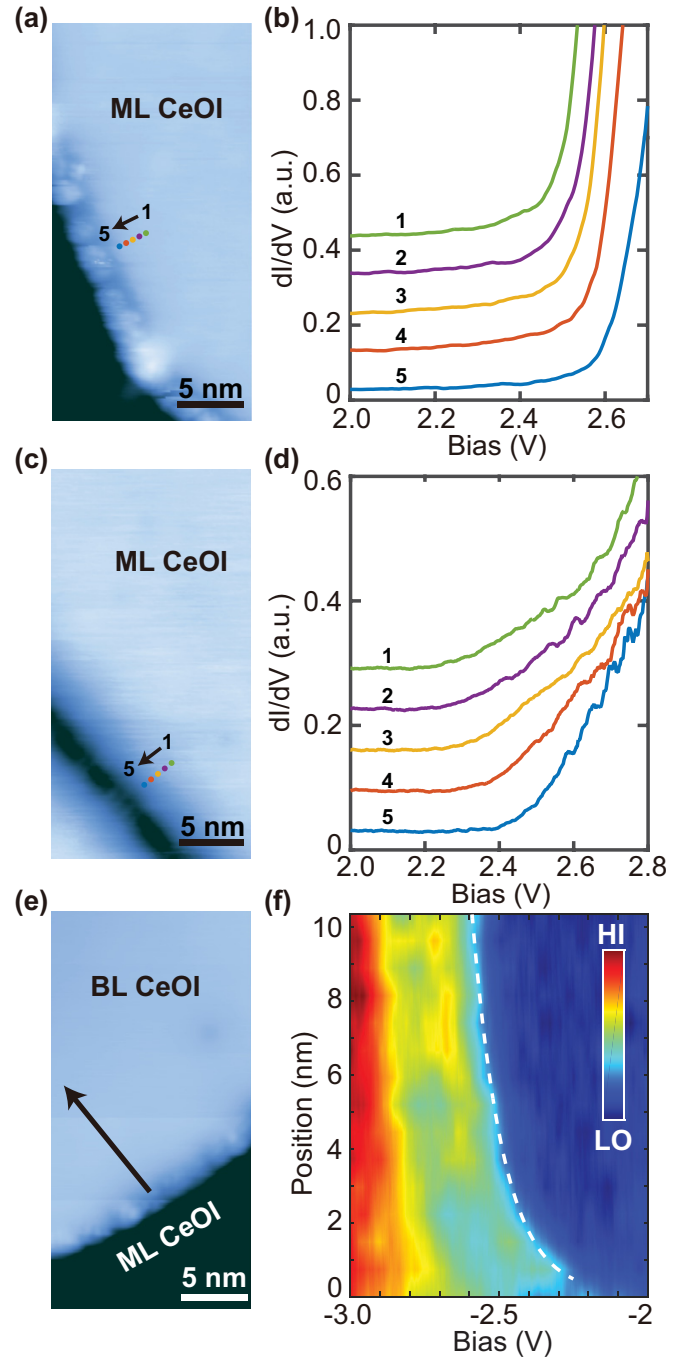 (a)
ML CeOI
5 1
5 nm
(b)
1.0
0.8
0.6
0.4
0.2
0
dI/dV (a.u.)
1
2
3
4
5
2.0 2.2 2.4 2.6
Bias (V)
(c)
ML CeOI
5 1
5 nm
(d)
0.6
0.4
0.2
0
dI/dV (a.u.)
1
2
3
4
5
2.0 2.2 2.4 2.6 2.8
Bias (V)
(e)
BL CeOI
ML CeOI
5 nm
(f)
10
8
6
4
2
0
Position (nm)
HI
LO
-3.0 -2.5 -2
Bias (V)